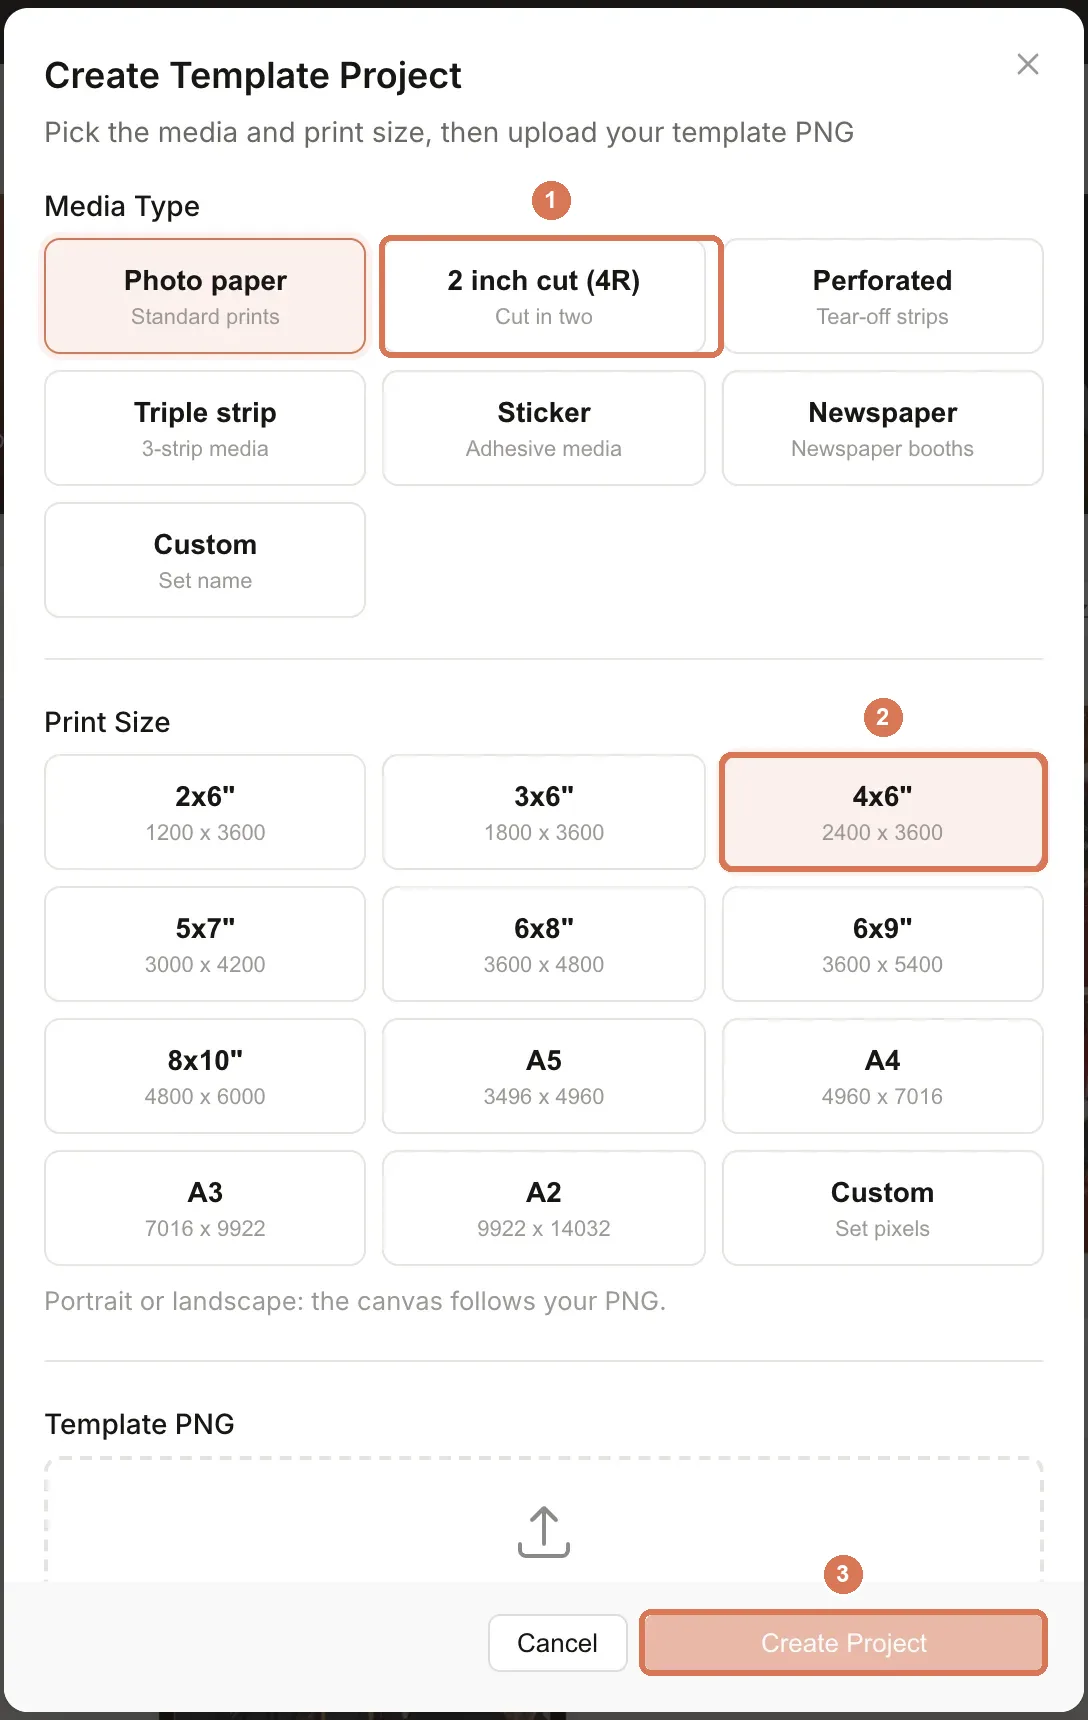 Create Template Project
Pick the media and print size, then upload your template PNG
Media Type
1
Photo paper
Standard prints
2 inch cut (4R)
Cut in two
Perforated
Tear-off strips
Triple strip
3-strip media
Sticker
Adhesive media
Newspaper
Newspaper booths
Custom
Set name
Print Size
2
2x6"
1200 x 3600
3x6"
1800 x 3600
4x6"
2400 x 3600
5x7"
3000 x 4200
6x8"
3600 x 4800
6x9"
3600 x 5400
8x10"
4800 x 6000
A5
3496 x 4960
A4
4960 x 7016
A3
7016 x 9922
A2
9922 x 14032
Custom
Set pixels
Portrait or landscape: the canvas follows your PNG.
Template PNG
3
Cancel
Create Project